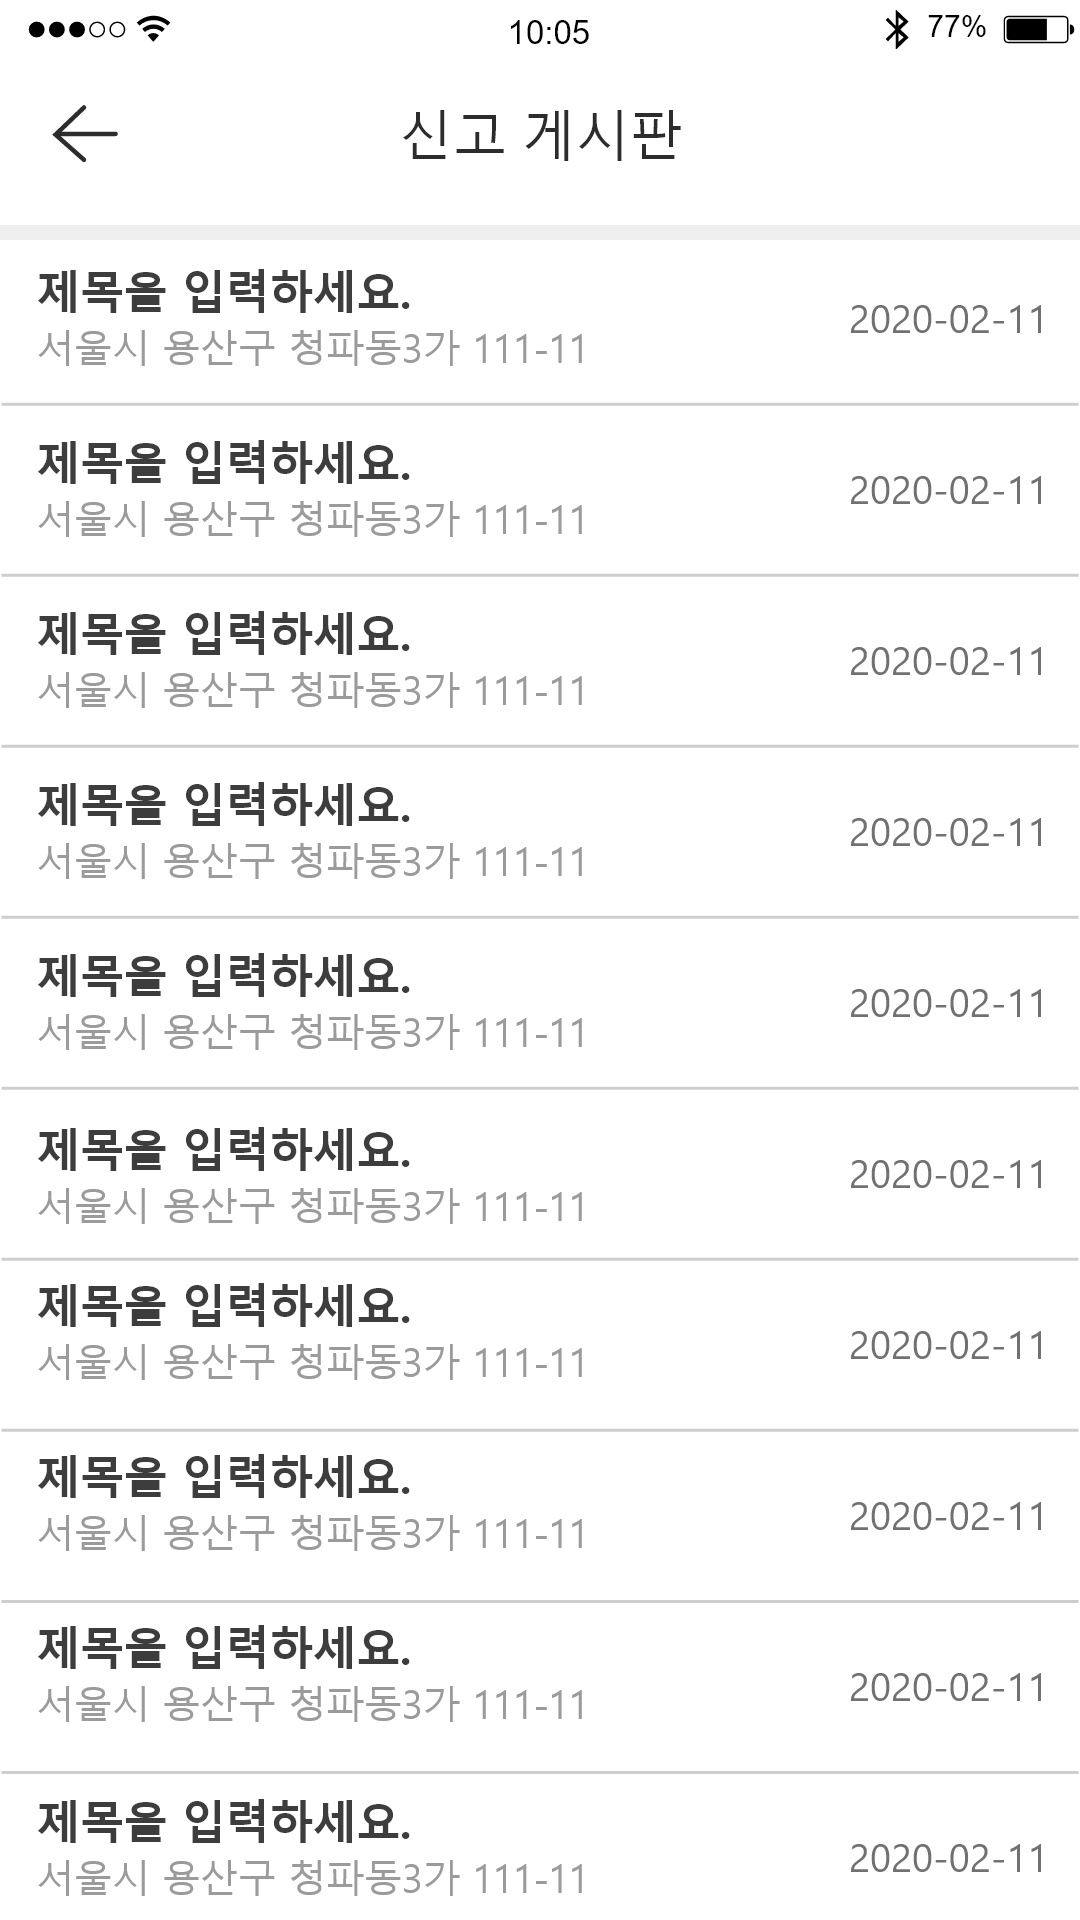 10:05
77%
신고 게시판
제목을 입력하세요.
서울시 용산구 청파동3가 111-11
2020-02-11
제목을 입력하세요.
서울시 용산구 청파동3가 111-11
2020-02-11
제목을 입력하세요.
서울시 용산구 청파동3가 111-11
2020-02-11
제목을 입력하세요.
서울시 용산구 청파동3가 111-11
2020-02-11
제목을 입력하세요.
서울시 용산구 청파동3가 111-11
2020-02-11
제목을 입력하세요.
서울시 용산구 청파동3가 111-11
2020-02-11
제목을 입력하세요.
서울시 용산구 청파동3가 111-11
2020-02-11
제목을 입력하세요.
서울시 용산구 청파동3가 111-11
2020-02-11
제목을 입력하세요.
서울시 용산구 청파동3가 111-11
2020-02-11
제목을 입력하세요.
서울시 용산구 청파동3가 111-11
2020-02-11